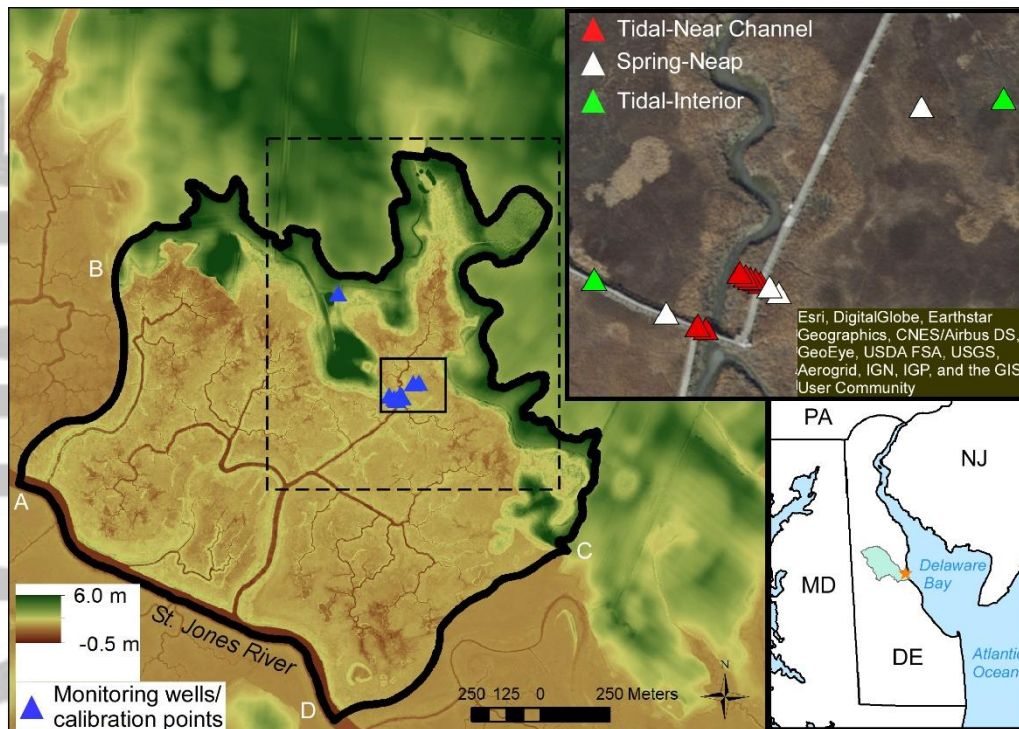 B
A
C
D
6.0 m
-0.5 m
St. Jones River
Monitoring wells/
calibration points
250 125 0 250 Meters
N
Tidal-Near Channel
Spring-Neap
Tidal-Interior
Esri, DigitalGlobe, Earthstar
Geographics, CNES/Airbus DS,
GeoEye, USDA FSA, USGS,
Aerogrid, IGN, IGP, and the GIS
User Community
PA
NJ
MD
Delaware
Bay
DE
Atlantic
Ocean